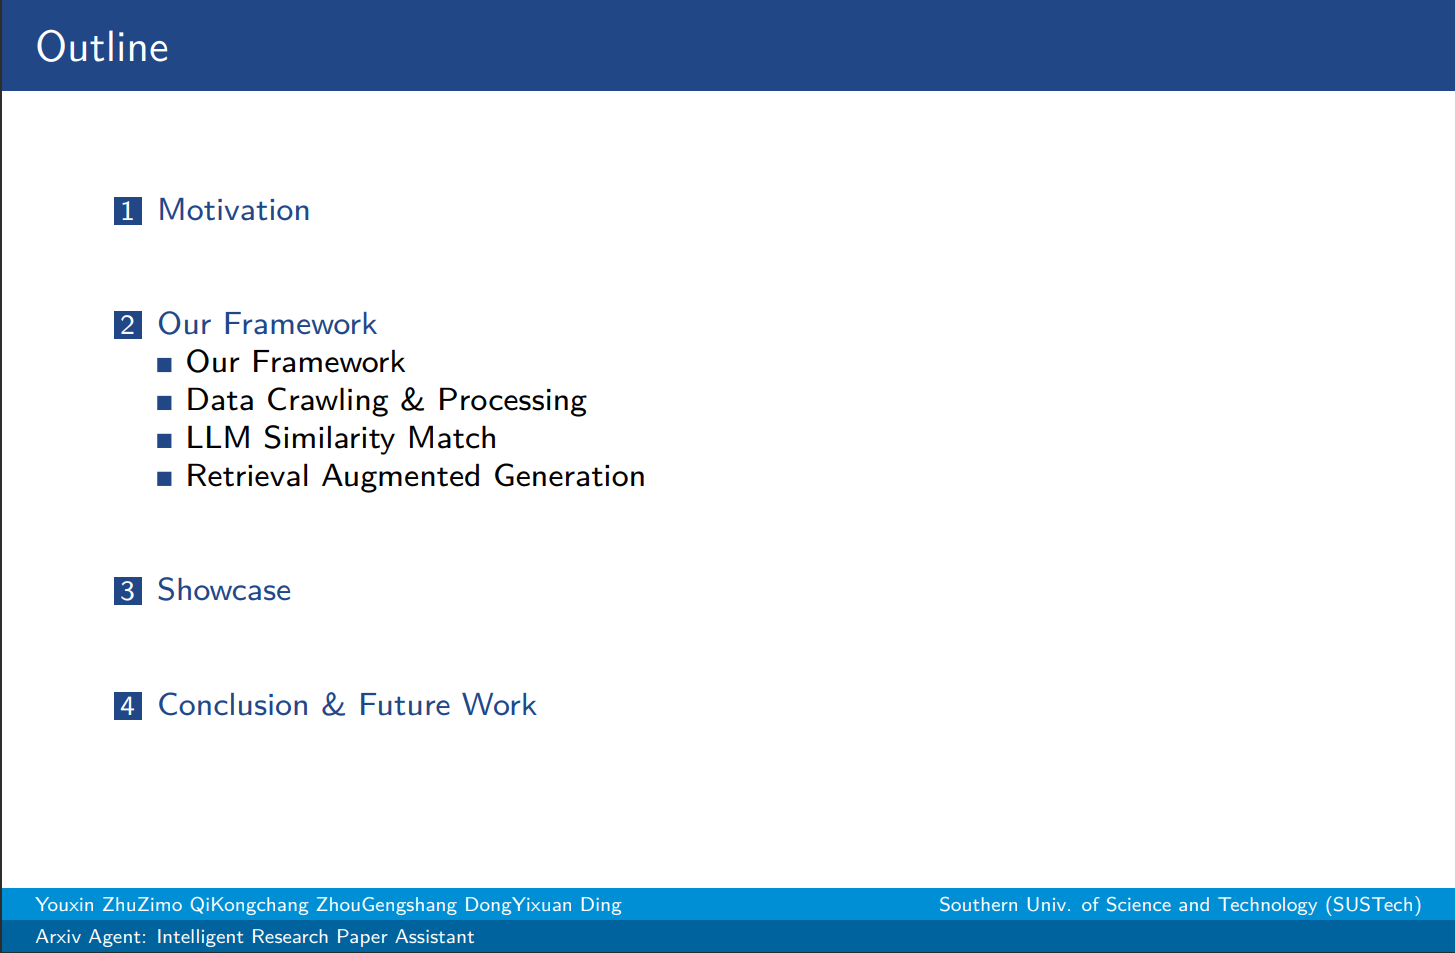 Outline
1 Motivation
2 Our Framework
Our Framework
Data Crawling & Processing
LLM Similarity Match
Retrieval Augmented Generation
3 Showcase
4 Conclusion & Future Work
Youxin ZhuZimo QiKongchang ZhouGengshang DongYixuan Ding
Southern Univ. of Science and Technology (SUSTech)
Arxiv Agent: Intelligent Research Paper Assistant